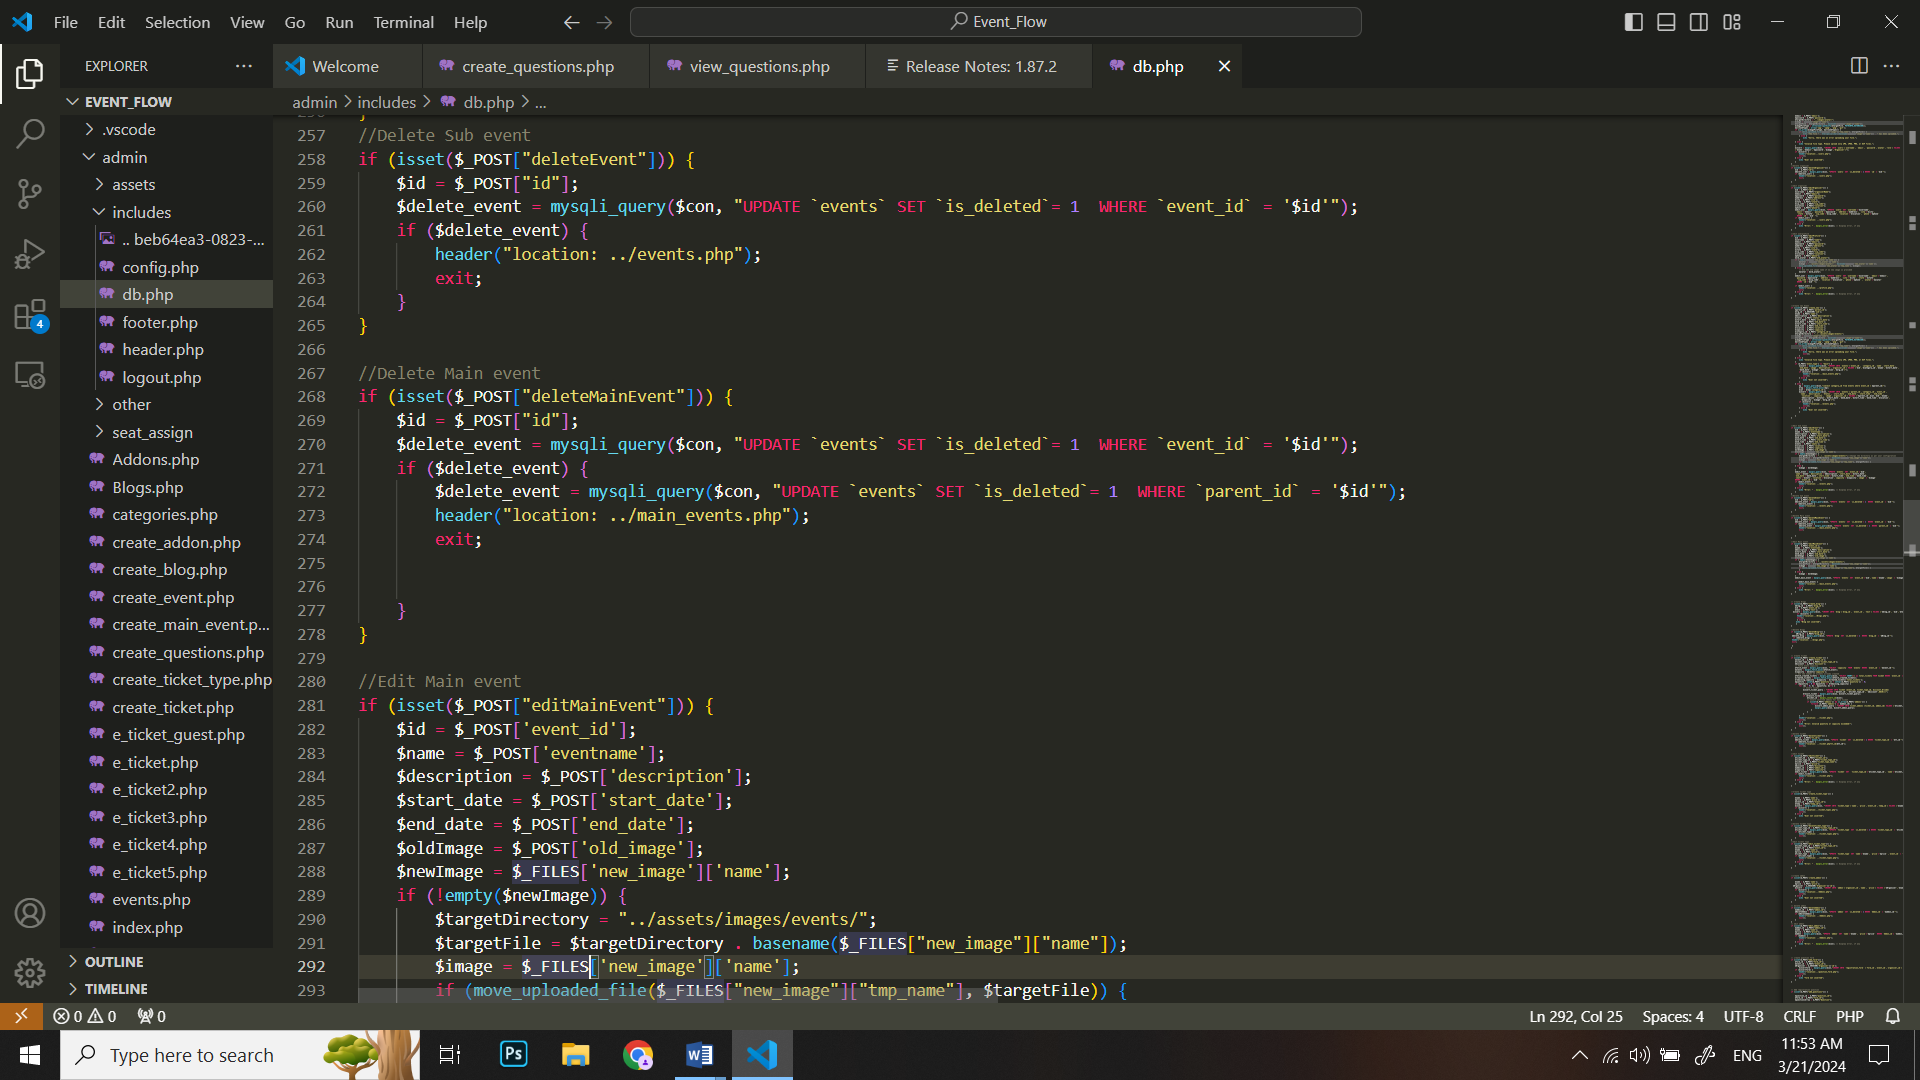 File Edit Selection View Go Run Terminal Help
Event_Flow
EXPLORER
Welcome
create_questions.php
view_questions.php
Release Notes: 1.87.2
db.php
admin > includes > db.php > ...
EVENT_FLOW
.vscode
admin
assets
includes
.. beb64ea3-0823-...
config.php
db.php
footer.php
header.php
logout.php
other
seat_assign
Addons.php
Blogs.php
categories.php
create_addon.php
create_blog.php
create_event.php
create_main_event.p...
create_questions.php
create_ticket_type.php
create_ticket.php
e_ticket_guest.php
e_ticket.php
e_ticket2.php
e_ticket3.php
e_ticket4.php
e_ticket5.php
events.php
index.php
OUTLINE
TIMELINE
4
257 //Delete Sub event
258 if (isset($_POST["deleteEvent"])) {
259 $id = $_POST["id"];
260 $delete_event = mysqli_query($con, "UPDATE `events` SET `is_deleted`= 1  WHERE `event_id` = '$id'");
261 if ($delete_event) {
262 header("location: ../events.php");
263 exit;
264 }
265 }
266
267 //Delete Main event
268 if (isset($_POST["deleteMainEvent"])) {
269 $id = $_POST["id"];
270 $delete_event = mysqli_query($con, "UPDATE `events` SET `is_deleted`= 1  WHERE `event_id` = '$id'");
271 if ($delete_event) {
272 $delete_event = mysqli_query($con, "UPDATE `events` SET `is_deleted`= 1  WHERE `parent_id` = '$id'");
273 header("location: ../main_events.php");
274 exit;
275
276
277 }
278 }
279
280 //Edit Main event
281 if (isset($_POST["editMainEvent"])) {
282 $id = $_POST['event_id'];
283 $name = $_POST['eventname'];
284 $description = $_POST['description'];
285 $start_date = $_POST['start_date'];
286 $end_date = $_POST['end_date'];
287 $oldImage = $_POST['old_image'];
288 $newImage = $_FILES['new_image']['name'];
289 if (!empty($newImage)) {
290 $targetDirectory = "../assets/images/events/";
291 $targetFile = $targetDirectory . basename($_FILES["new_image"]["name"]);
292 $image = $_FILES['new_image']['name'];
293 if (move_uploaded_file($_FILES["new_image"]["tmp_name"], $targetFile)) {
0 0 0
Ln 292, Col 25 Spaces: 4 UTF-8 CRLF PHP
Type here to search
Ps
ENG
11:53 AM
3/21/2024